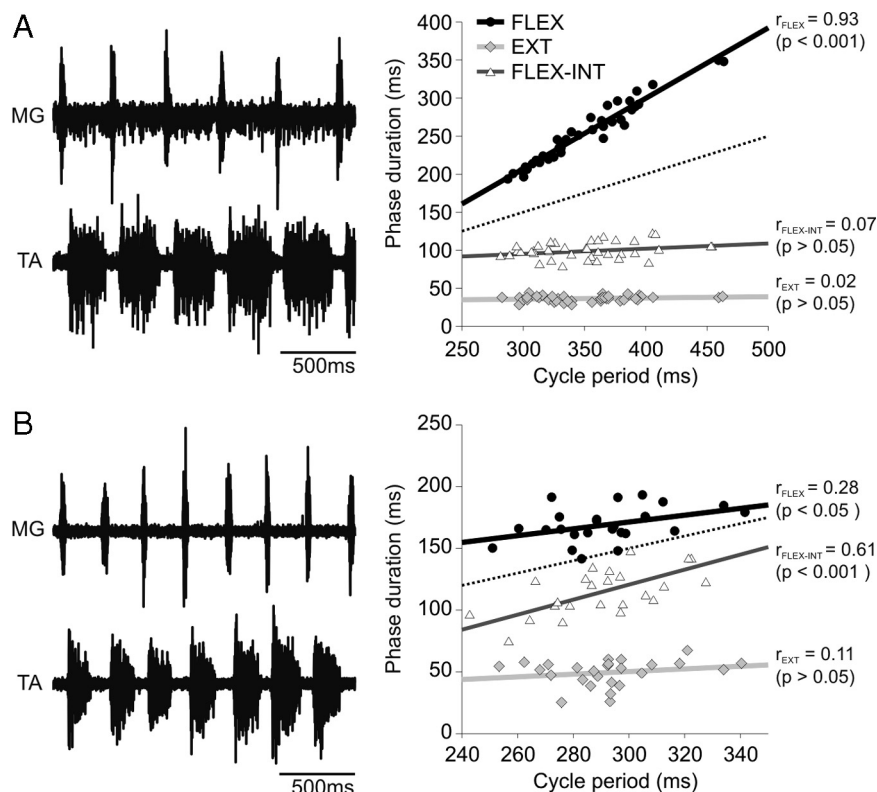 A
MG
TA
500ms
Phase duration (ms)
400
350
300
250
200
150
100
50
0
FLEX
EXT
FLEX-INT
rFLEX = 0.93
(p < 0.001)
rFLEX-INT = 0.07
(p > 0.05)
rEXT = 0.02
(p > 0.05)
250 300 350 400 450 500
Cycle period (ms)
B
MG
TA
500ms
Phase duration (ms)
250
200
150
100
50
0
rFLEX = 0.28
(p < 0.05 )
rFLEX-INT = 0.61
(p < 0.001 )
rEXT = 0.11
(p > 0.05)
240 260 280 300 320 340
Cycle period (ms)